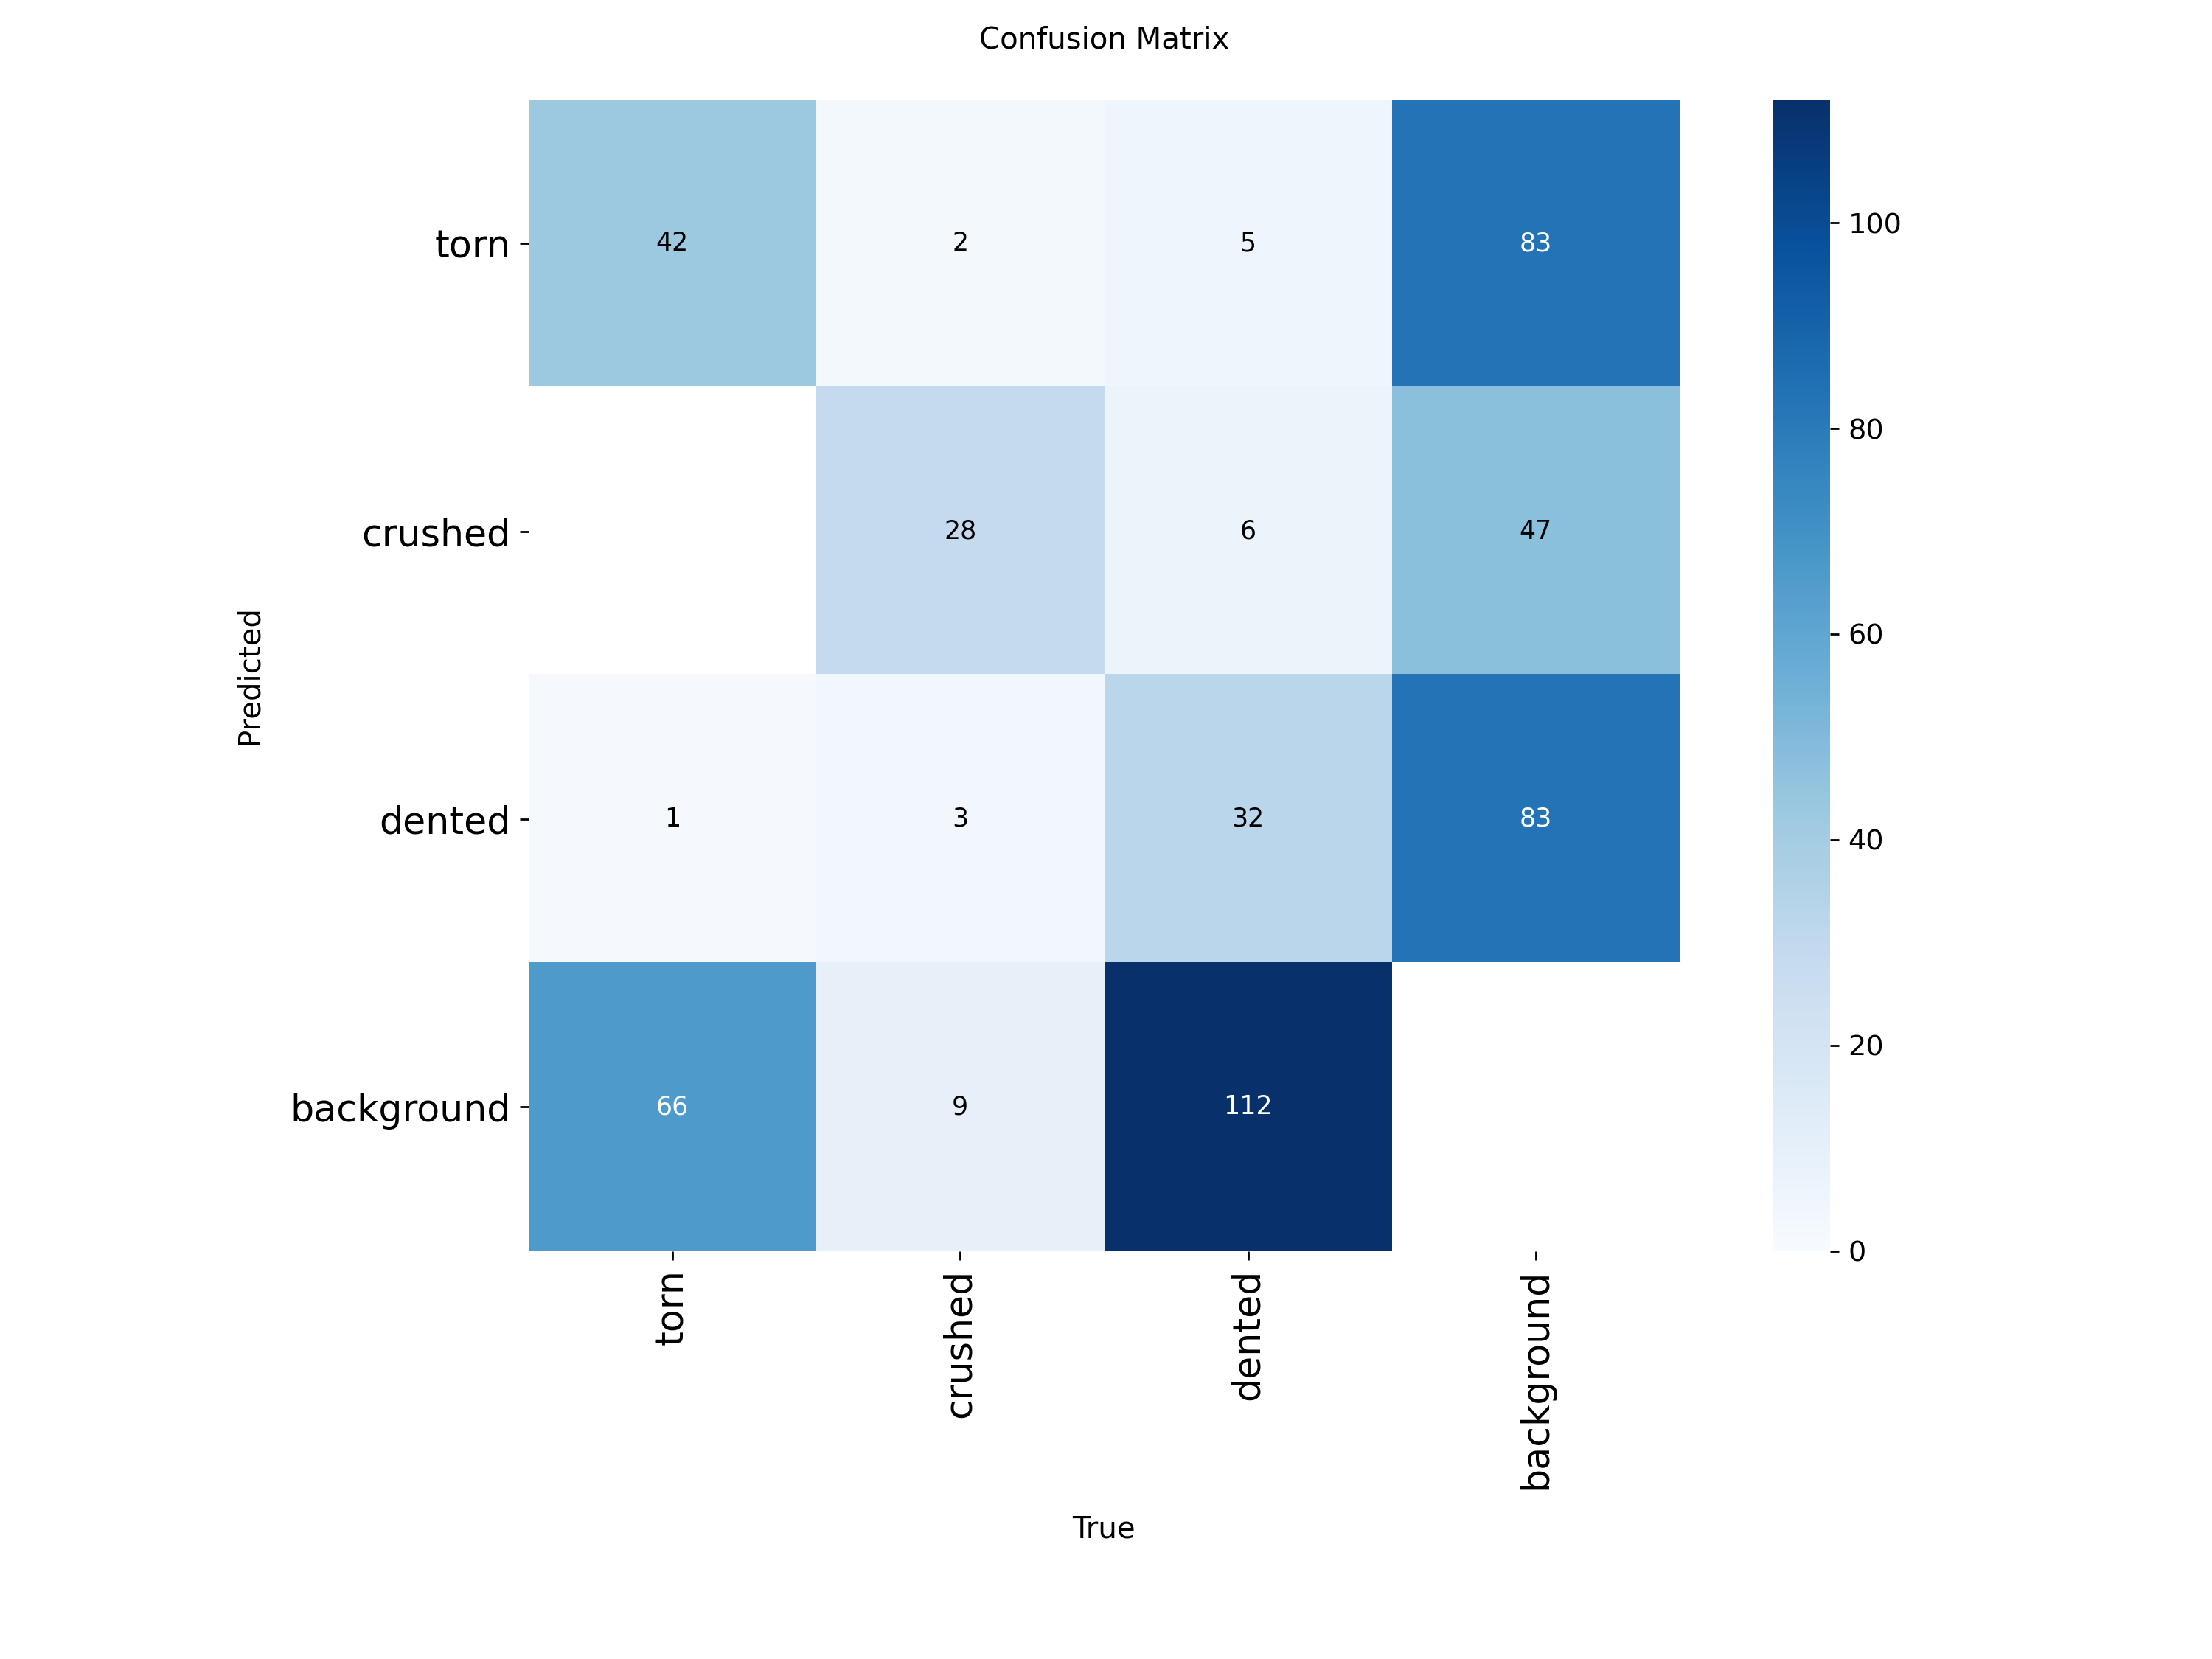 Confusion Matrix
torn
42
2
5
83
crushed
28
6
47
dented
1
3
32
83
background
66
9
112
Predicted
torn
crushed
dented
background
True
100
80
60
40
20
0